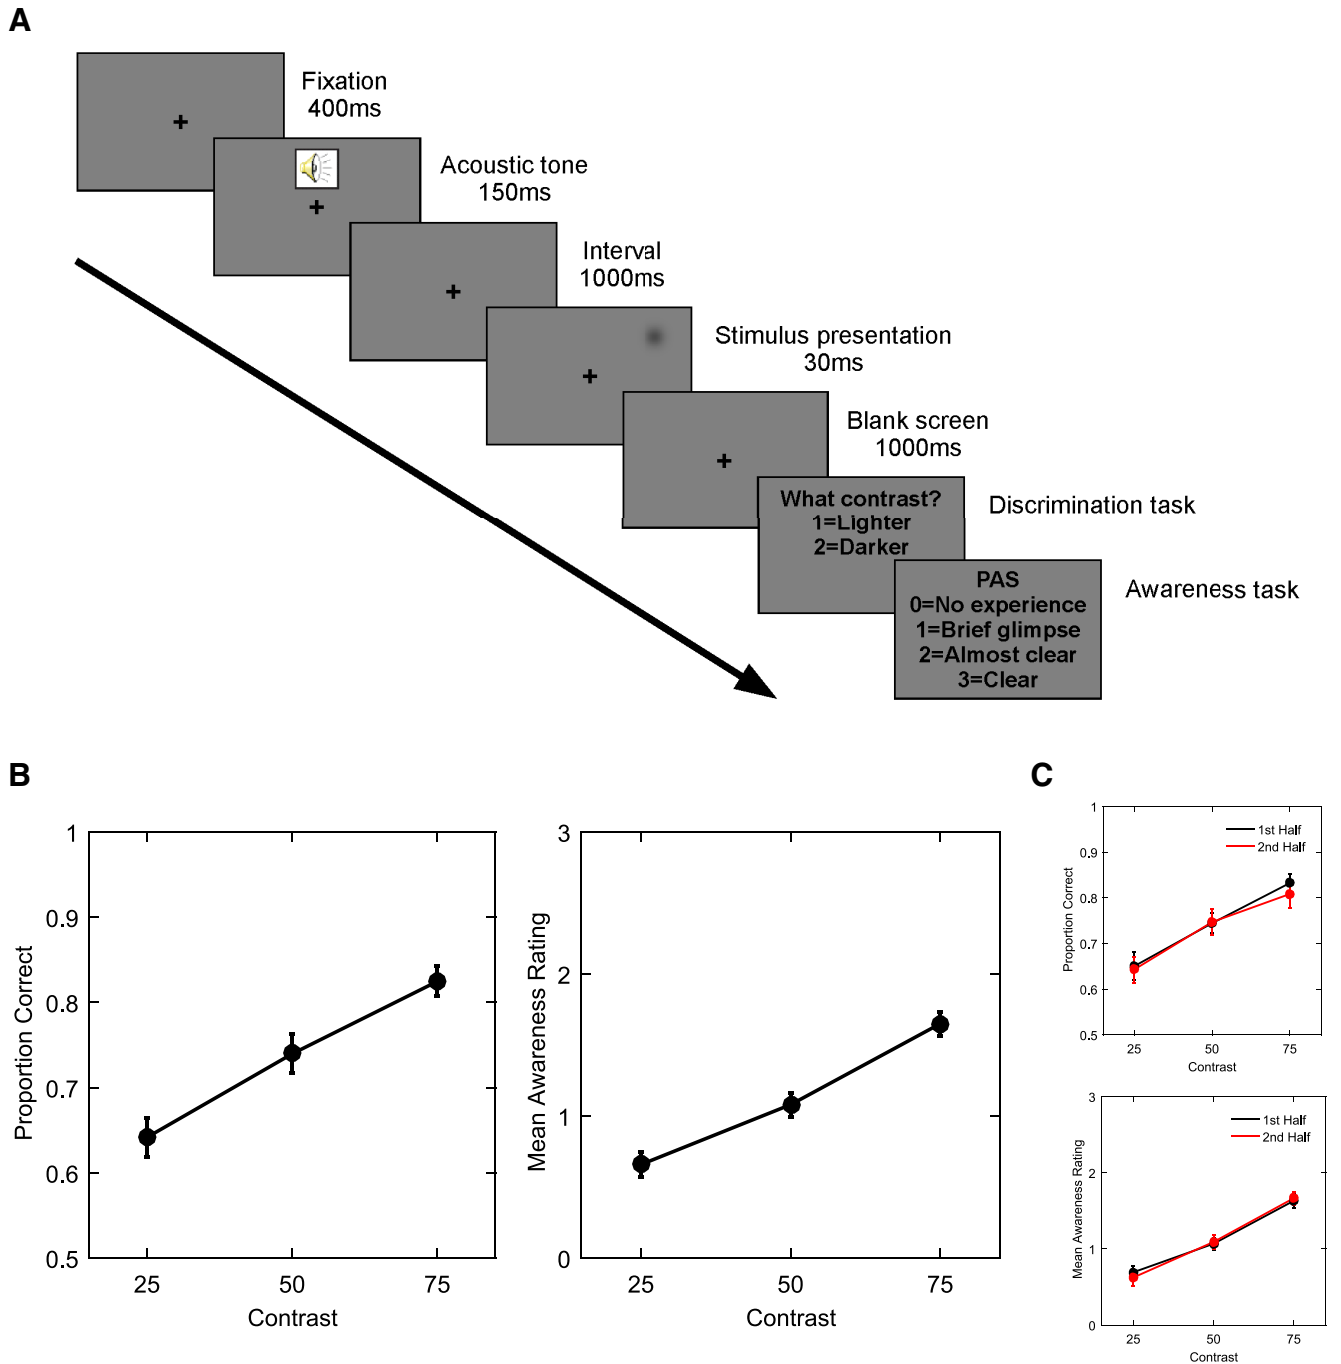 A
Fixation
400ms
Acoustic tone
150ms
Interval
1000ms
Stimulus presentation
30ms
Blank screen
1000ms
What contrast?
1=Lighter
2=Darker
Discrimination task
PAS
0=No experience
1=Brief glimpse
2=Almost clear
3=Clear
Awareness task
B
1
0.9
0.8
0.7
0.6
0.5
Proportion Correct
25 50 75
Contrast
3
2
1
0
Mean Awareness Rating
25 50 75
Contrast
C
1
0.9
0.8
0.7
0.6
0.5
Proportion Correct
1st Half
2nd Half
25 50 75
Contrast
3
2
1
0
Mean Awareness Rating
1st Half
2nd Half
25 50 75
Contrast